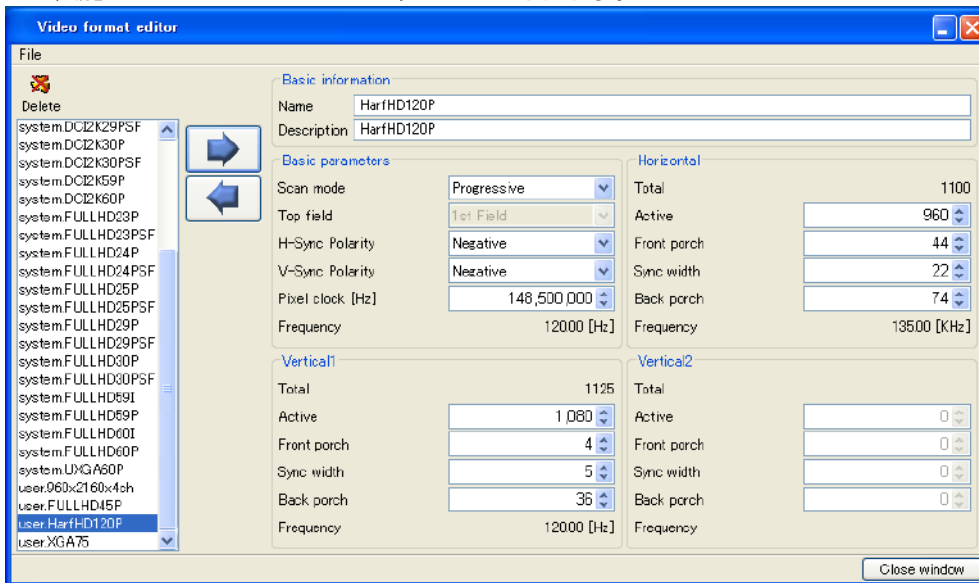 Video format editor
File
Delete
system.DCI2K29PSF
system.DCI2K30P
system.DCI2K30PSF
system.DCI2K59P
system.DCI2K60P
system.FULLHD23P
system.FULLHD23PSF
system.FULLHD24P
system.FULLHD24PSF
system.FULLHD25P
system.FULLHD25PSF
system.FULLHD29P
system.FULLHD29PSF
system.FULLHD30P
system.FULLHD30PSF
system.FULLHD59I
system.FULLHD59P
system.FULLHD60I
system.FULLHD60P
system.UXGA60P
user.960x2160x4ch
user.FULLHD45P
user.HarfHD120P
user.XGA75
Basic information
Name HarfHD120P
Description HarfHD120P
Basic parameters
Scan mode Progressive
Top field 1st Field
H-Sync Polarity Negative
V-Sync Polarity Negative
Pixel clock [Hz] 148,500,000
Frequency 120.00 [Hz]
Horizontal
Total 1100
Active 960
Front porch 44
Sync width 22
Back porch 74
Frequency 135.00 [KHz]
Vertical1
Total 1125
Active 1,080
Front porch 4
Sync width 5
Back porch 36
Frequency 120.00 [Hz]
Vertical2
Total
Active 0
Front porch 0
Sync width 0
Back porch 0
Frequency
Close window